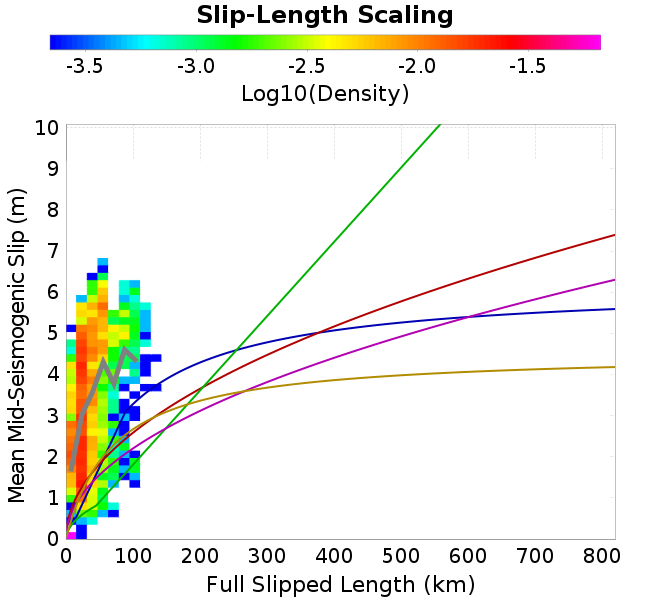 Slip-Length Scaling
-3.5 -3.0 -2.5 -2.0 -1.5
Log10(Density)
10
9
8
7
6
5
4
3
2
1
0
Mean Mid-Seismogenic Slip (m)
0 100 200 300 400 500 600 700 800
Full Slipped Length (km)